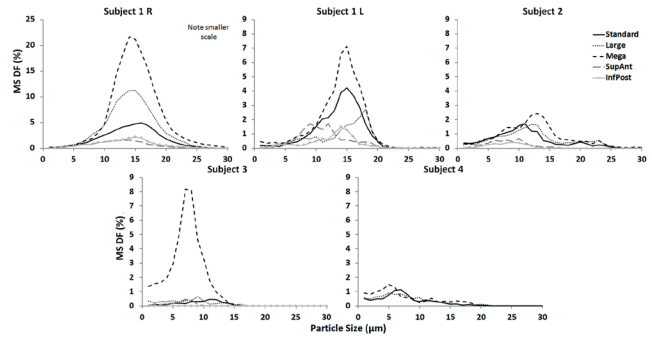 Subject 1 R
Subject 1 L
Subject 2
Note smaller
scale
Standard
Large
Mega
SupAnt
InfPost
MS DF (%)
25
20
15
10
5
0
0 5 10 15 20 25 30
9
8
7
6
5
4
3
2
1
0
0 5 10 15 20 25 30
9
8
7
6
5
4
3
2
1
0
0 5 10 15 20 25 30
Subject 3
Subject 4
MS DF (%)
9
8
7
6
5
4
3
2
1
0
0 5 10 15 20 25 30
9
8
7
6
5
4
3
2
1
0
0 5 10 15 20 25 30
Particle Size (µm)